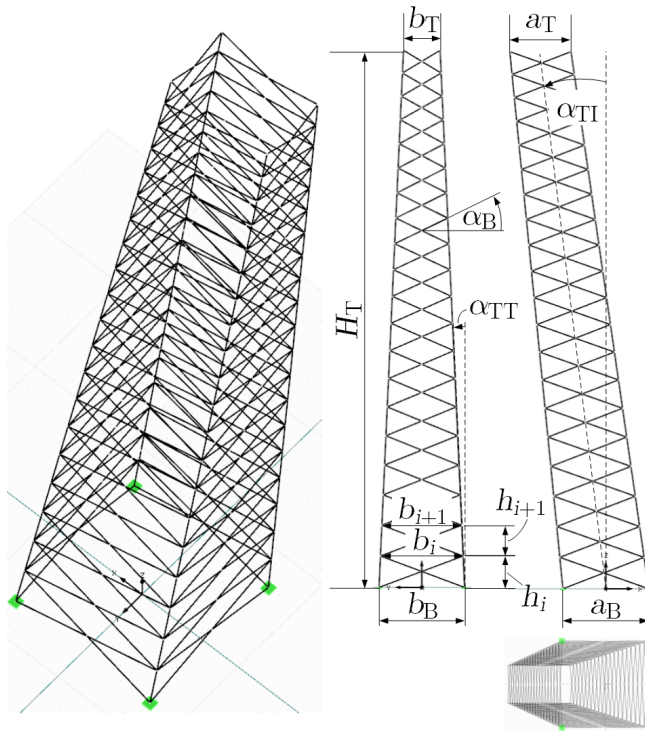 b_T
a_T
α_TI
α_B
H_T
α_TT
b_{i+1}
h_{i+1}
b_i
h_i
b_B
a_B